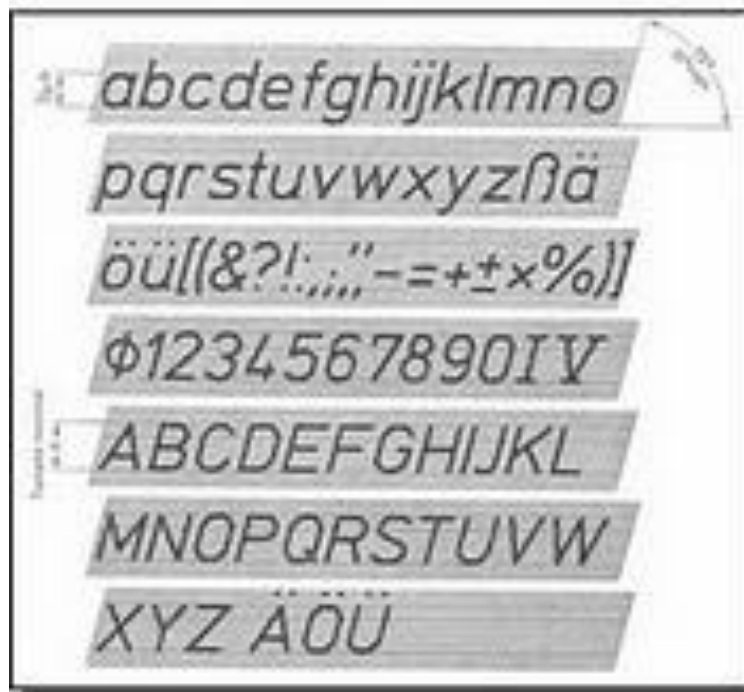 abcdefghijklmno
pqrstuvwxyzßä
öü[(&?!:,;„"-=+±×%)]
Φ1234567890IV
ABCDEFGHIJKL
MNOPQRSTUVW
XYZ ÄÖÜ